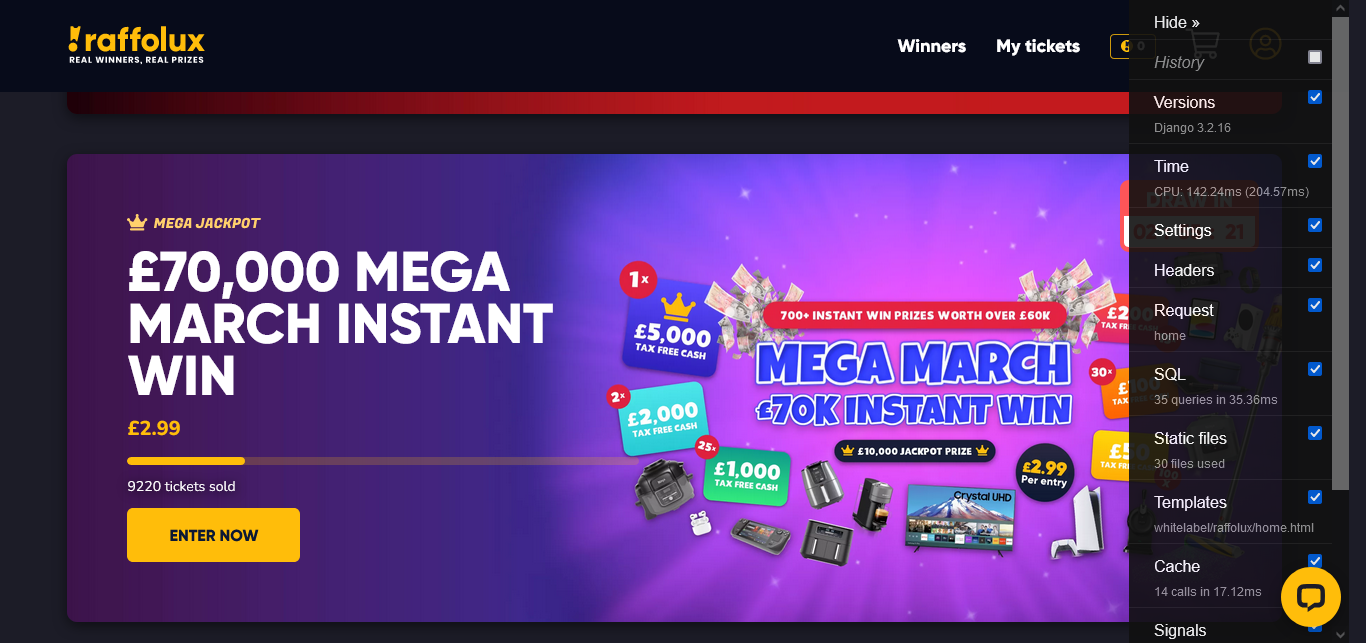 raffolux
REAL WINNERS, REAL PRIZES
Winners
My tickets
0
Hide »
History
Versions
Django 3.2.16
Time
CPU: 142.24ms (204.57ms)
Settings
Headers
Request
home
SQL
35 queries in 35.36ms
Static files
30 files used
Templates
whitelabel/raffolux/home.html
Cache
14 calls in 17.12ms
Signals
MEGA JACKPOT
£70,000 MEGA
MARCH INSTANT
WIN
£2.99
9220 tickets sold
ENTER NOW
DRAW IN
21
1x
£5,000
TAX FREE CASH
2x
£2,000
TAX FREE CASH
25x
£1,000
TAX FREE CASH
700+ INSTANT WIN PRIZES WORTH OVER £60K
MEGA MARCH
£70K INSTANT WIN
£10,000 JACKPOT PRIZE
£2.99
Per entry
Crystal UHD
30x